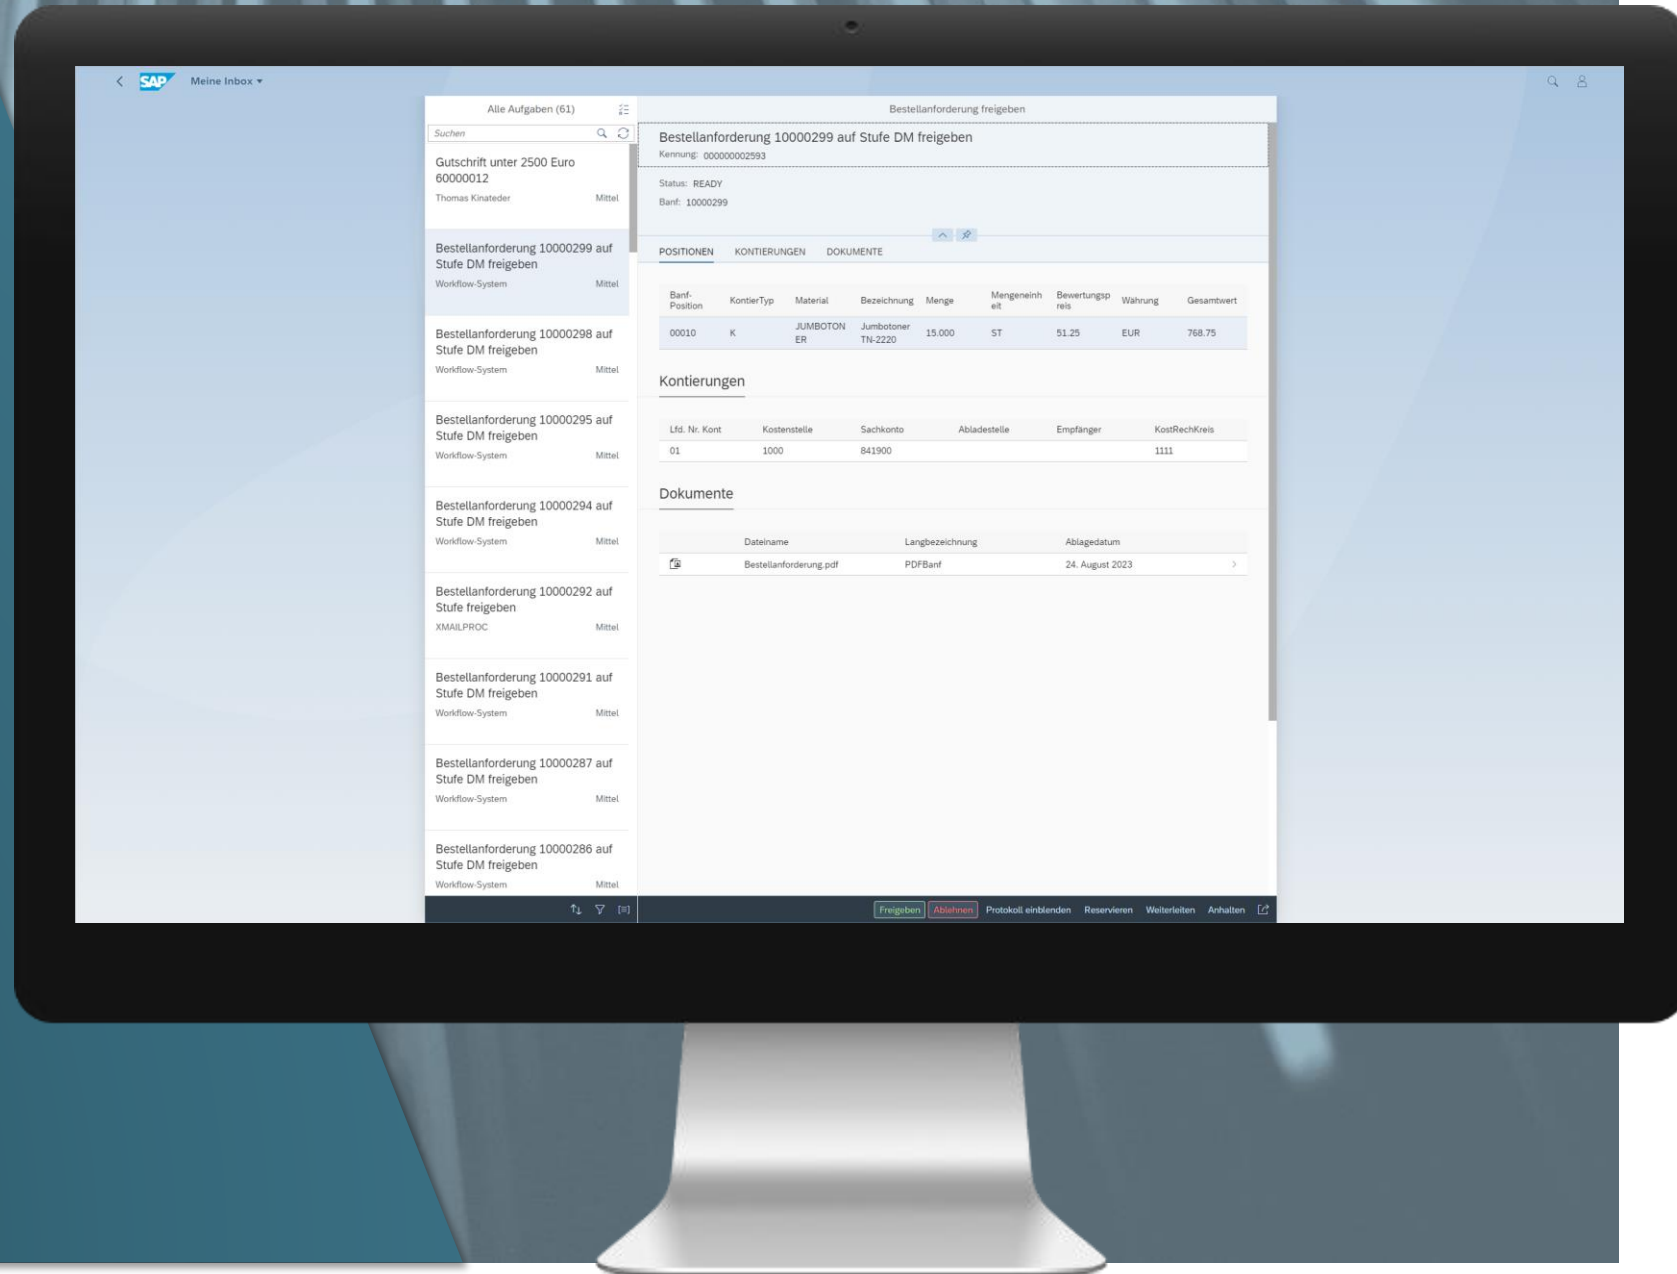 SAP Meine Inbox
Alle Aufgaben (61)
Suchen
Gutschrift unter 2500 Euro
60000012
Thomas Kinateder Mittel
Bestellanforderung 10000299 auf
Stufe DM freigeben
Workflow-System Mittel
Bestellanforderung 10000298 auf
Stufe DM freigeben
Workflow-System Mittel
Bestellanforderung 10000295 auf
Stufe DM freigeben
Workflow-System Mittel
Bestellanforderung 10000294 auf
Stufe DM freigeben
Workflow-System Mittel
Bestellanforderung 10000292 auf
Stufe freigeben
XMAILPROC Mittel
Bestellanforderung 10000291 auf
Stufe DM freigeben
Workflow-System Mittel
Bestellanforderung 10000287 auf
Stufe DM freigeben
Workflow-System Mittel
Bestellanforderung 10000286 auf
Stufe DM freigeben
Workflow-System Mittel
Bestellanforderung freigeben
Bestellanforderung 10000299 auf Stufe DM freigeben
Kennung: 000000002593
Status: READY
Banf: 10000299
POSITIONEN KONTIERUNGEN DOKUMENTE
Banf-
Position KontierTyp Material Bezeichnung Menge Mengeneinh
eit Bewertungsp
reis Währung Gesamtwert
00010 K JUMBOTON
ER Jumbotoner
TN-2220 15.000 ST 51.25 EUR 768.75
Kontierungen
Lfd. Nr. Kont Kostenstelle Sachkonto Abladestelle Empfänger KostRechKreis
01 1000 841900 1111
Dokumente
Dateiname Langbezeichnung Ablagedatum
Bestellanforderung.pdf PDFBanf 24. August 2023
Freigeben Ablehnen Protokoll einblenden Reservieren Weiterleiten Anhalten